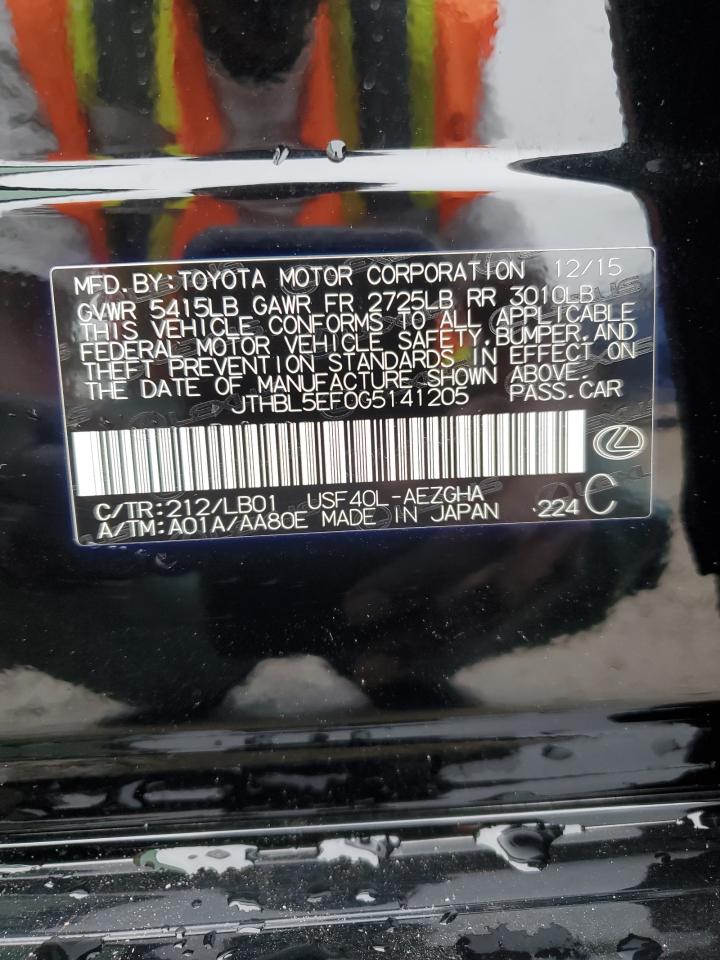 MFD.BY:TOYOTA MOTOR CORPORATION 12/15
GVWR 5415LB GAWR FR 2725LB RR 3010LB
THIS VEHICLE CONFORMS TO ALL APPLICABLE
FEDERAL MOTOR VEHICLE SAFETY,BUMPER,AND
THEFT PREVENTION STANDARDS IN EFFECT ON
THE DATE OF MANUFACTURE SHOWN ABOVE.
JTHBL5EF0G5141205 PASS.CAR
C/TR:212/LB01 USF40L-AEZGHA
A/TM:A01A/AA80E MADE IN JAPAN 224 C